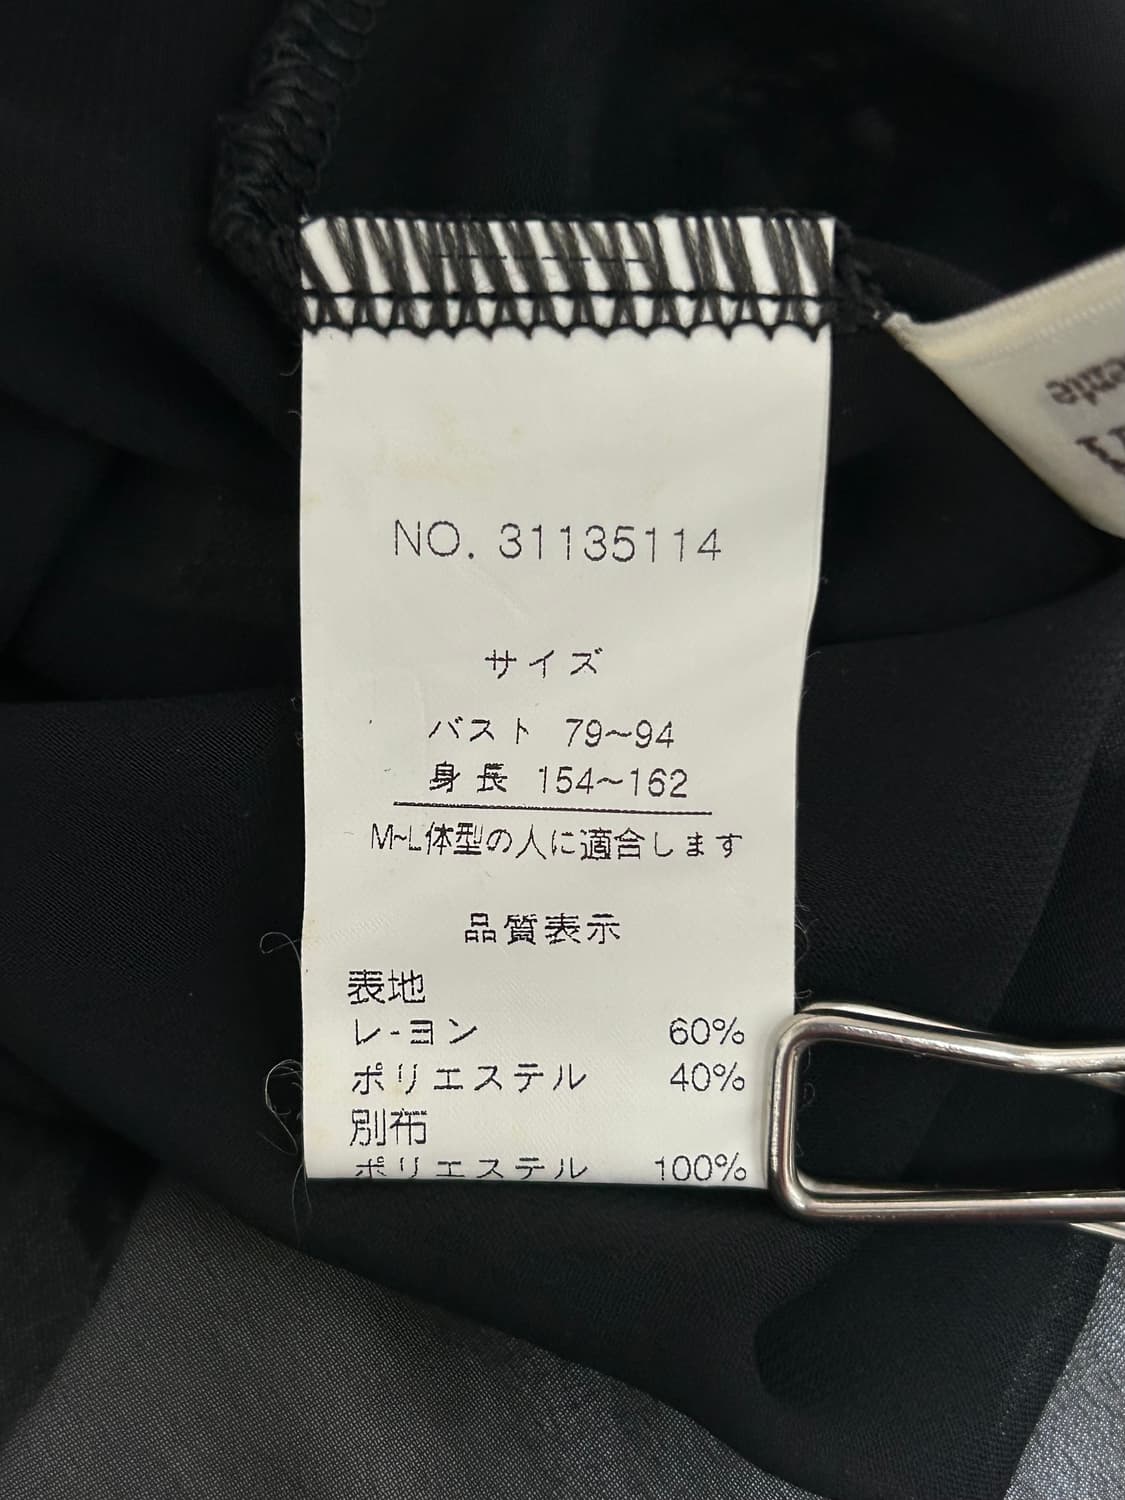 NO. 31135114
サイズ
バスト 79~94
身長 154~162
M~L体型の人に適合します
品質表示
表地
レ-ヨン 60%
ポリエステル 40%
別布
ポリエステル 100%